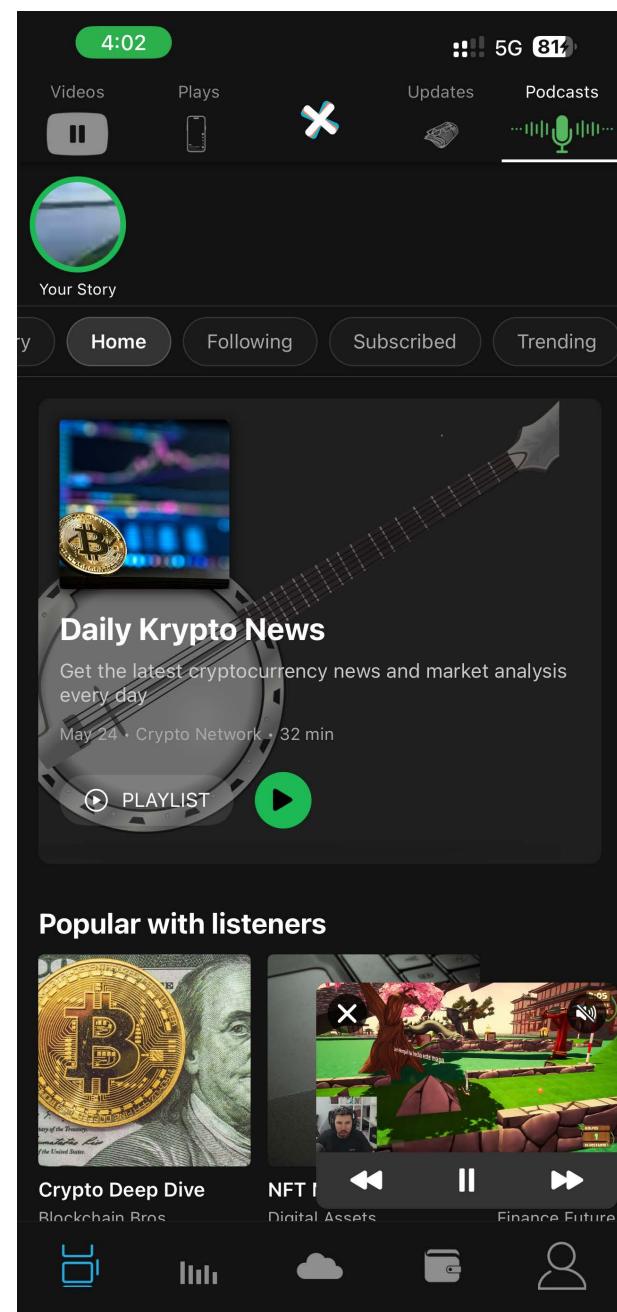 4:02
5G 81
Videos
Plays
Updates
Podcasts
Your Story
ry
Home
Following
Subscribed
Trending
Daily Krypto News
Get the latest cryptocurrency news and market analysis
every day
May 24 • Crypto Network • 32 min
PLAYLIST
Popular with listeners
Crypto Deep Dive
NFT
Blockchain Bros
Digital Assets
Finance Future